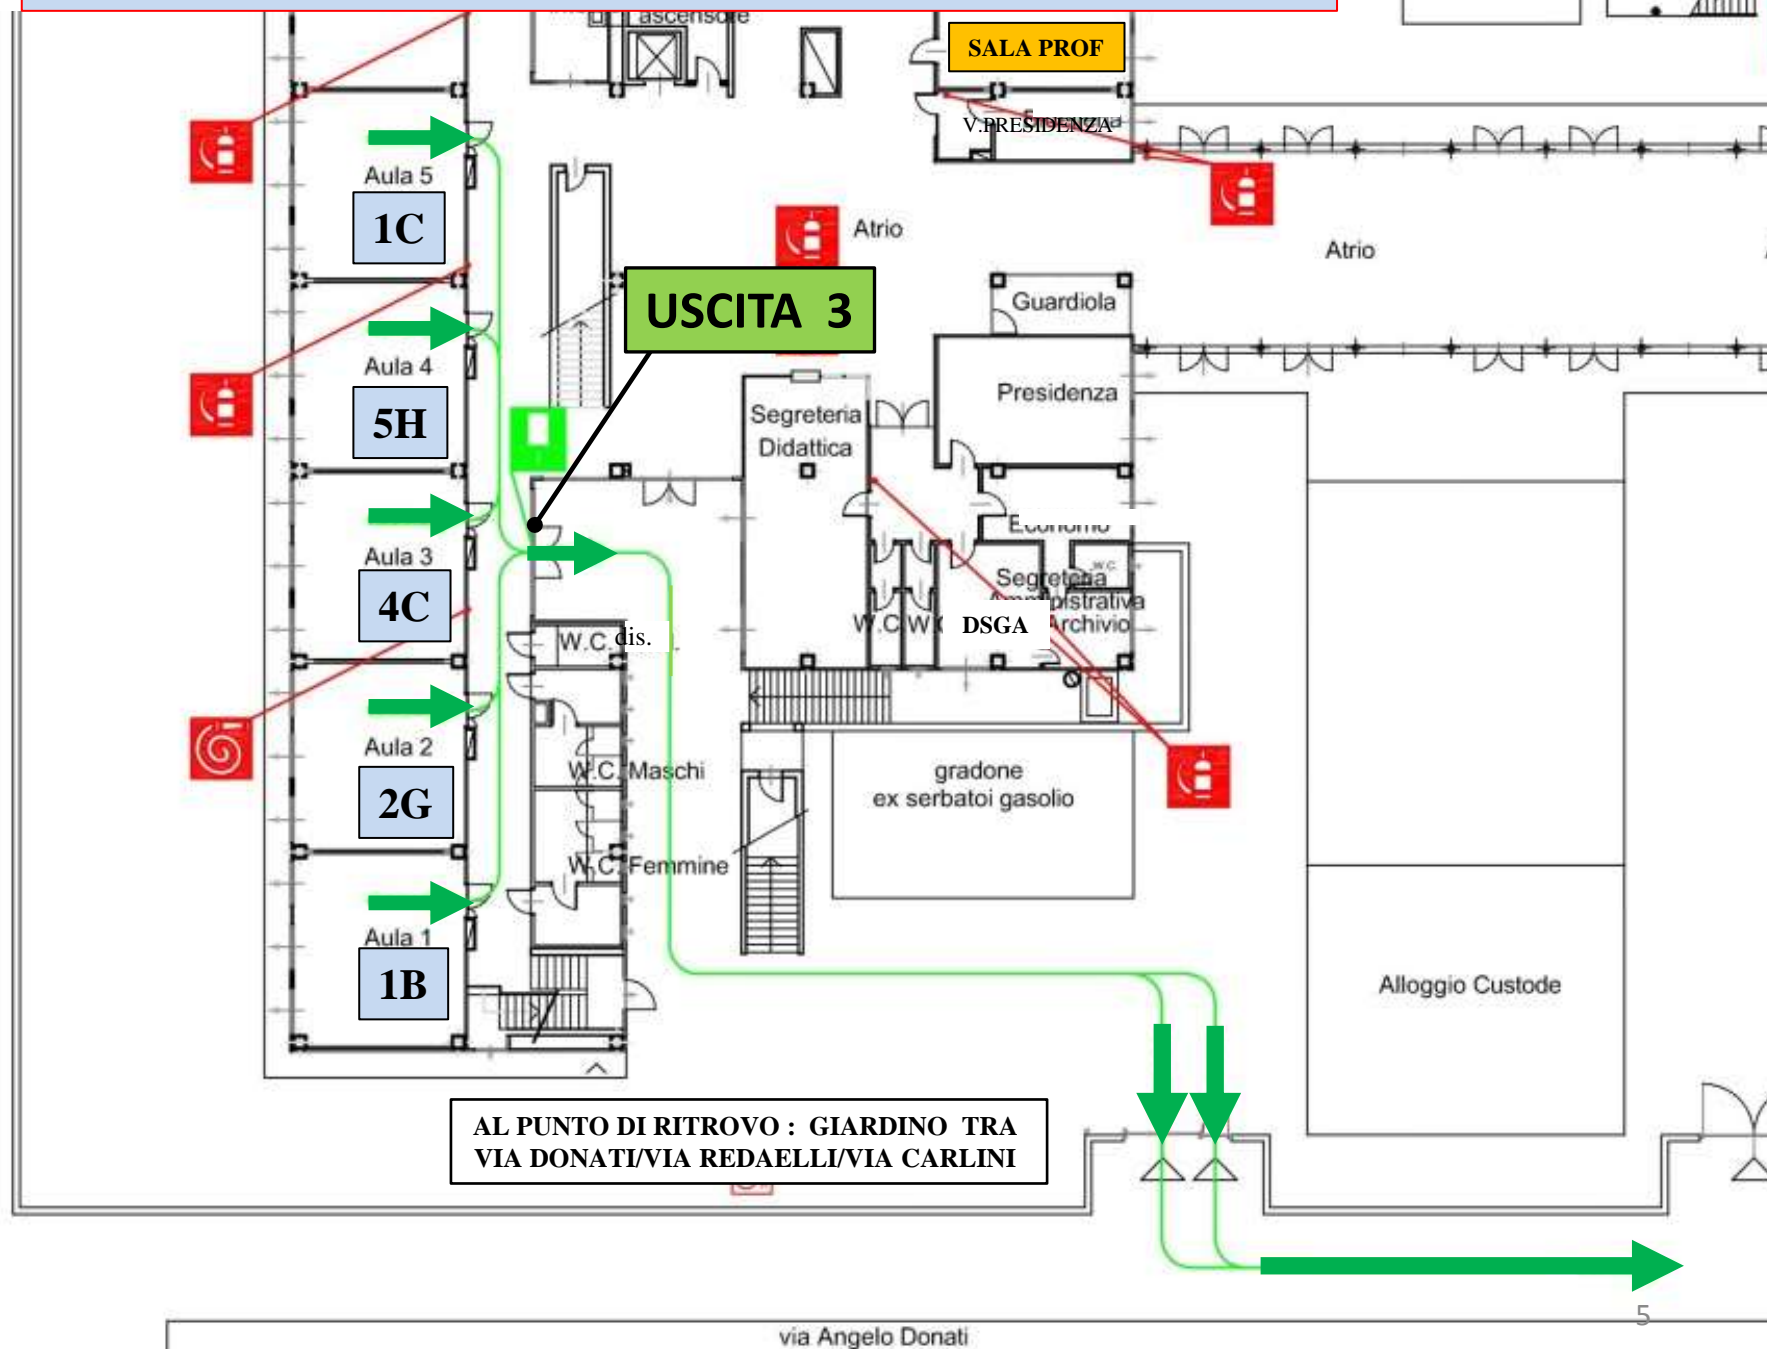 ascensore
SALA PROF
V.PRESIDENZA
Aula 5
1C
Atrio
Atrio
USCITA 3
Guardiola
Aula 4
5H
Presidenza
Segreteria
Didattica
Economo
Aula 3
4C
W.C.
Segreteria
Amministrativa
Archivio
W.C
W.C
DSGA
W.C.
dis.
Aula 2
2G
W.C. Maschi
gradone
ex serbatoi gasolio
W.C. Femmine
Aula 1
1B
Alloggio Custode
AL PUNTO DI RITROVO : GIARDINO TRA
VIA DONATI/VIA REDAELLI/VIA CARLINI
5
via Angelo Donati